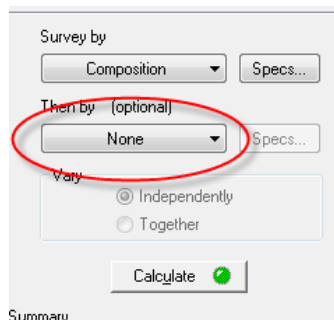 Survey by
Composition Specs...
Then by (optional)
None Specs...
Vary
Independently
Together
Calculate
Summary